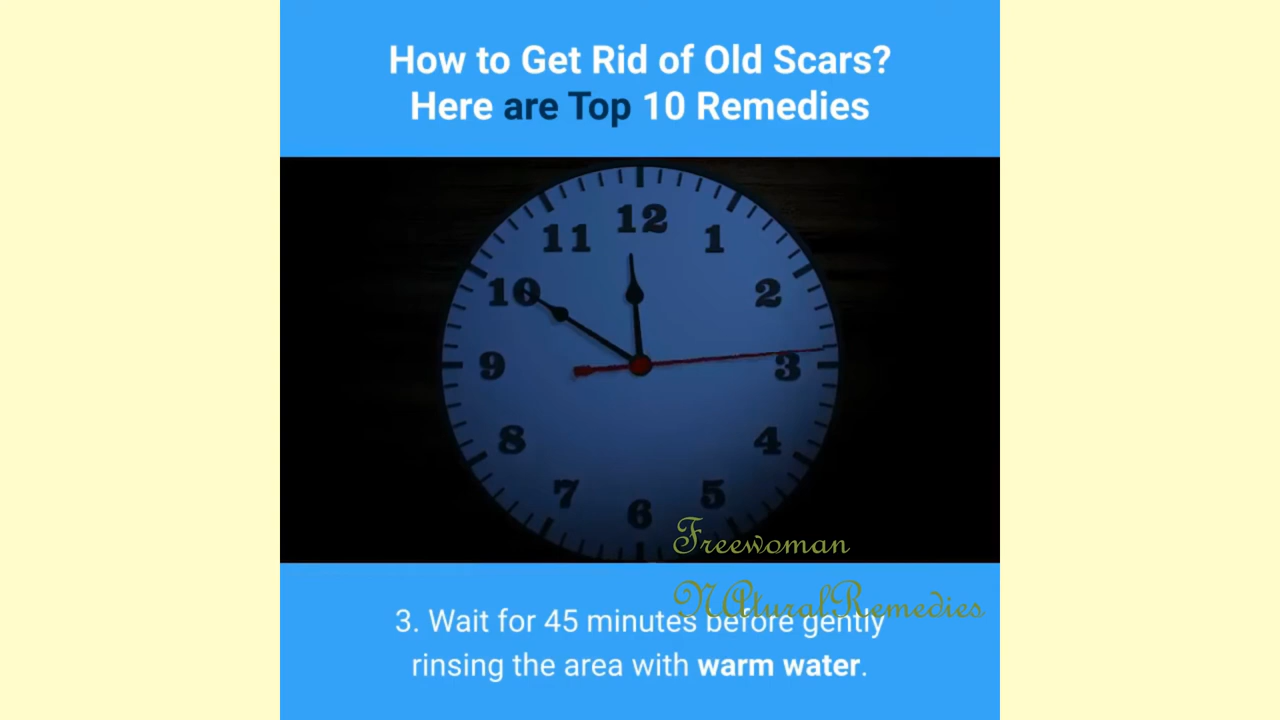 How to Get Rid of Old Scars?
Here are Top 10 Remedies
12
11
1
10
2
9
3
8
4
7
5
6
Freewoman
NAturalRemedies
3. Wait for 45 minutes before gently
rinsing the area with warm water.